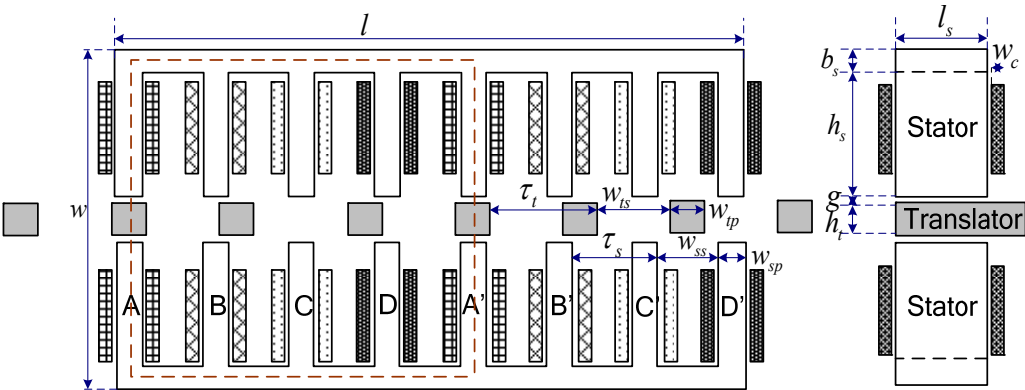 l
l_s
b_s
w_c
h_s
Stator
w
τ_t
w_ts
w_tp
g
h_t
Translator
τ_s
w_ss
w_sp
A B C D A' B' C' D'
Stator